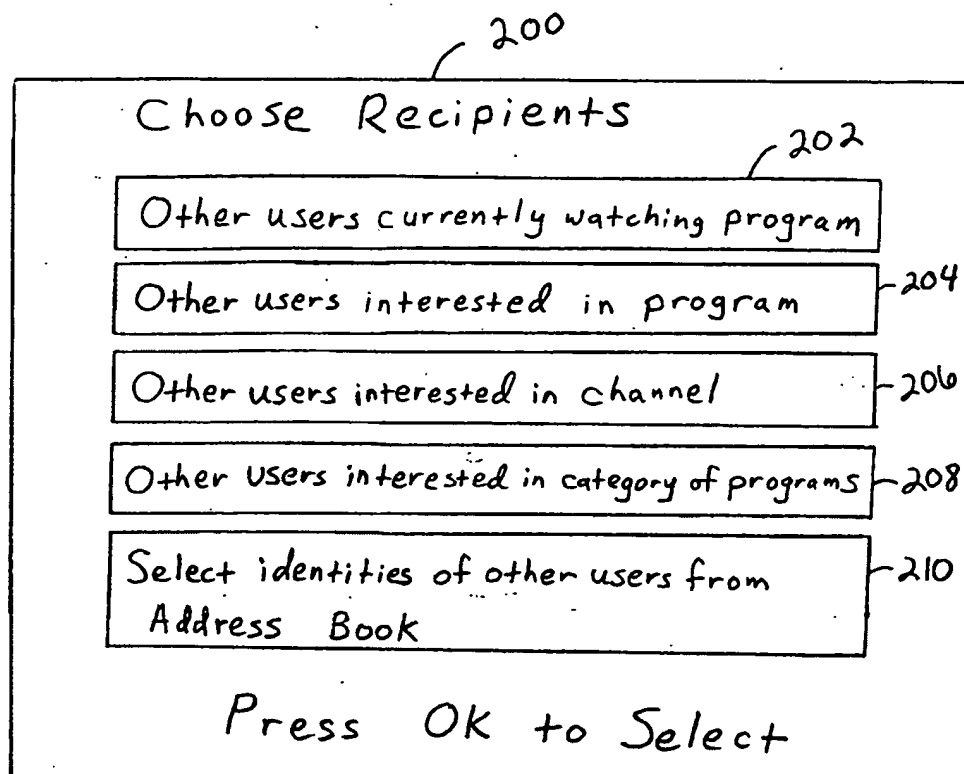 200
Choose Recipients
202
Other users currently watching program
Other users interested in program
204
Other users interested in channel
206
Other users interested in category of programs
208
Select identities of other users from
Address Book
210
Press OK to Select